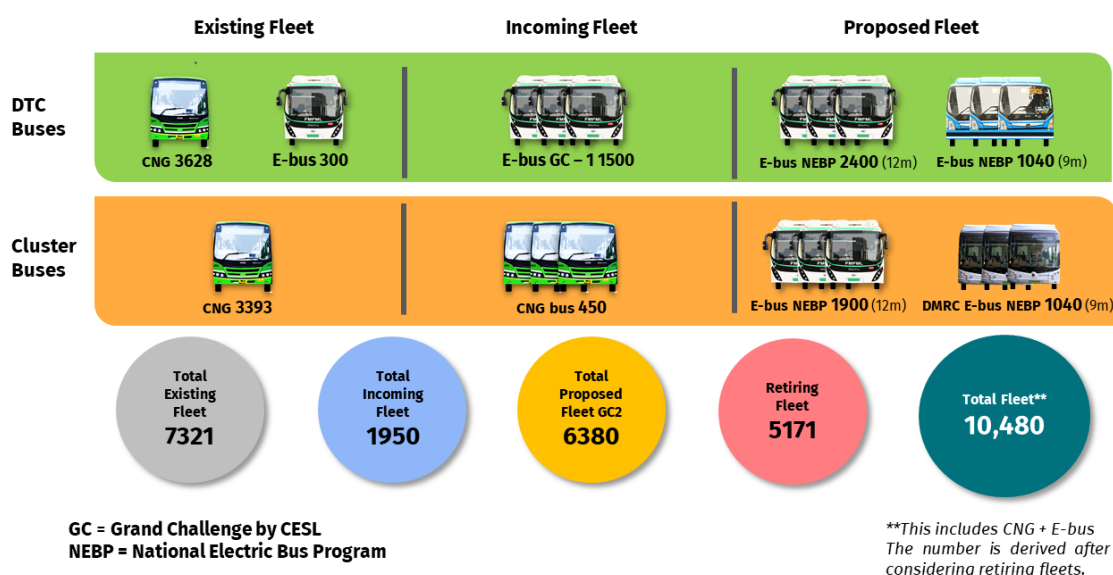 Existing Fleet
Incoming Fleet
Proposed Fleet
DTC
Buses
CNG 3628
E-bus 300
E-bus GC – 1 1500
E-bus NEBP 2400 (12m)
E-bus NEBP 1040 (9m)
Cluster
Buses
CNG 3393
CNG bus 450
E-bus NEBP 1900 (12m)
DMRC E-bus NEBP 1040 (9m)
Total
Existing
Fleet
7321
Total
Incoming
Fleet
1950
Total
Proposed
Fleet GC2
6380
Retiring
Fleet
5171
Total Fleet**
10,480
GC = Grand Challenge by CESL
NEBP = National Electric Bus Program
**This includes CNG + E-bus
The number is derived after
considering retiring fleets.